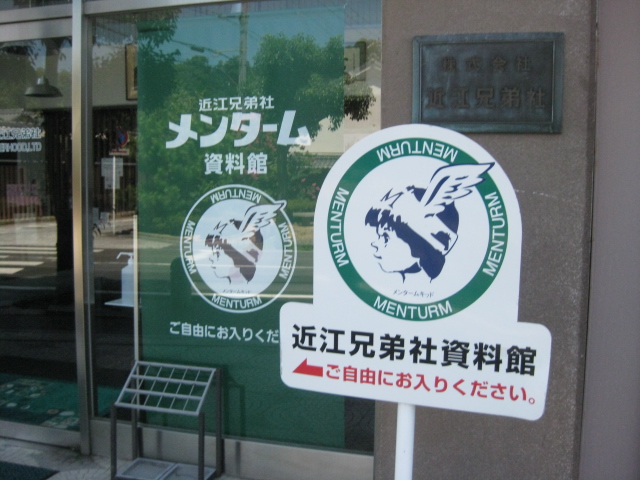 近江兄弟社
メンターム
資料館
MENTURM
MENTURM
MENTURM
MENTURM
ご自由にお入りくだ
株式会社
近江兄弟社
MENTURM
MENTURM
MENTURM
MENTURM
メンタームキッド
近江兄弟社資料館
ご自由にお入りください。